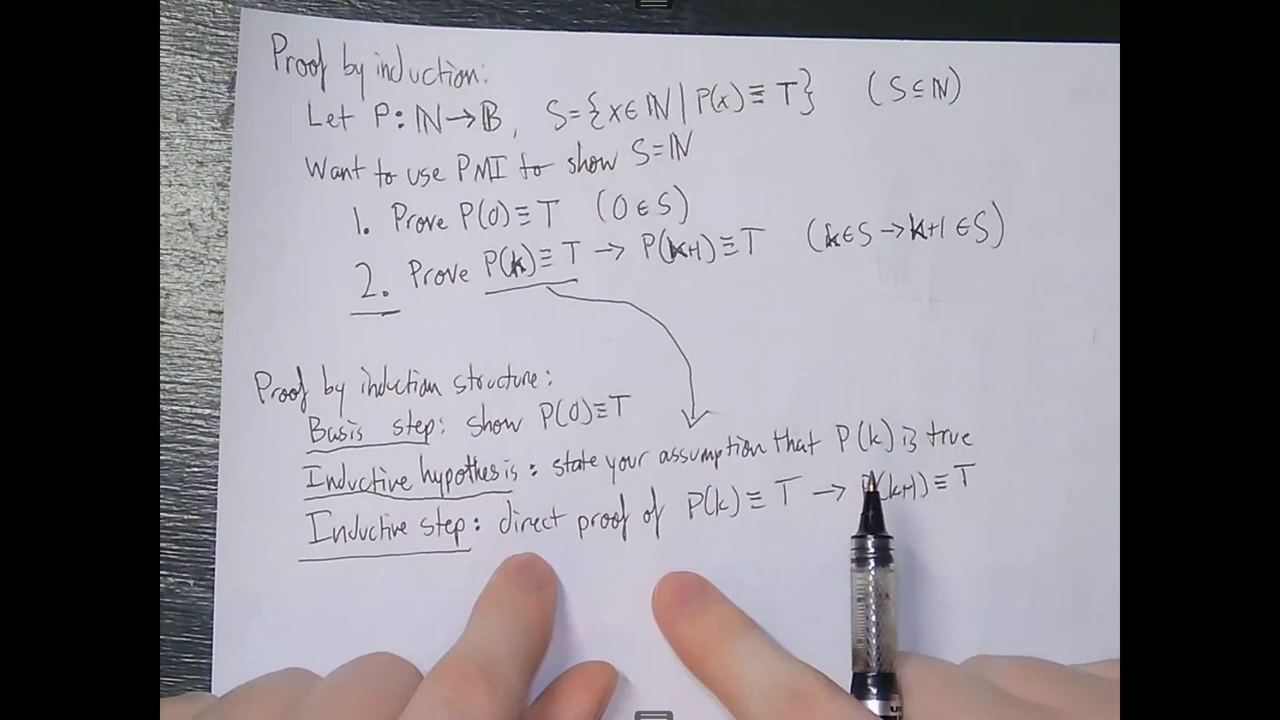 Proof by induction:
Let P: ℕ→𝔹, S={x∈ℕ | P(x) ≡ T} (S⊆ℕ)
Want to use PMI to show S=ℕ
1. Prove P(0)≡T (0∈S)
2. Prove P(k)≡T → P(k+1)≡T (k∈S→k+1∈S)
Proof by induction structure:
Basis step: show P(0)≡T
Inductive hypothesis: state your assumption that P(k) is true
Inductive step: direct proof of P(k)≡T → P(k+1)≡T